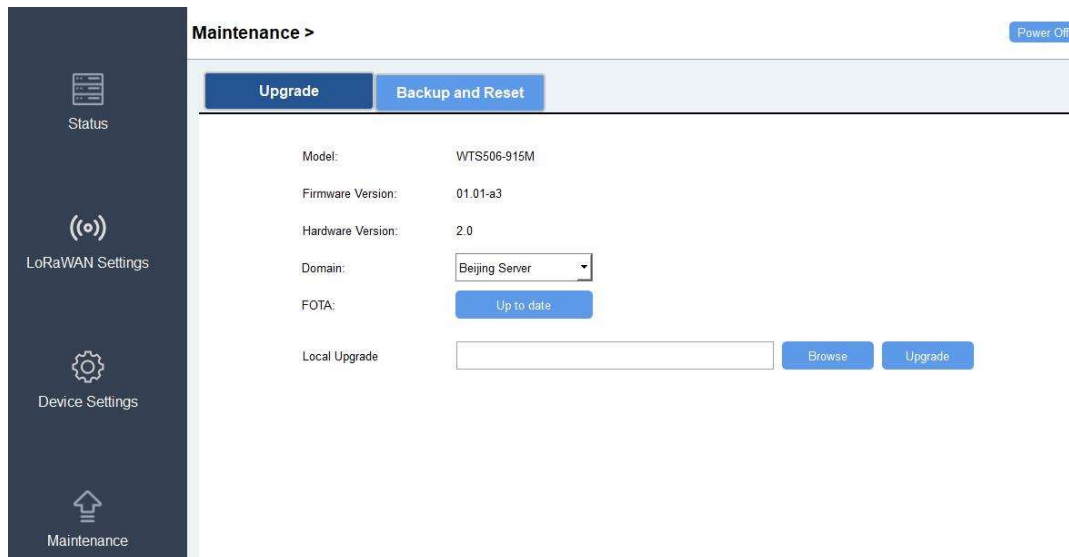 Maintenance >
Power Off
Status
LoRaWAN Settings
Device Settings
Maintenance
Upgrade
Backup and Reset
Model: WTS506-915M
Firmware Version: 01.01-a3
Hardware Version: 2.0
Domain: Beijing Server
FOTA: Up to date
Local Upgrade Browse Upgrade